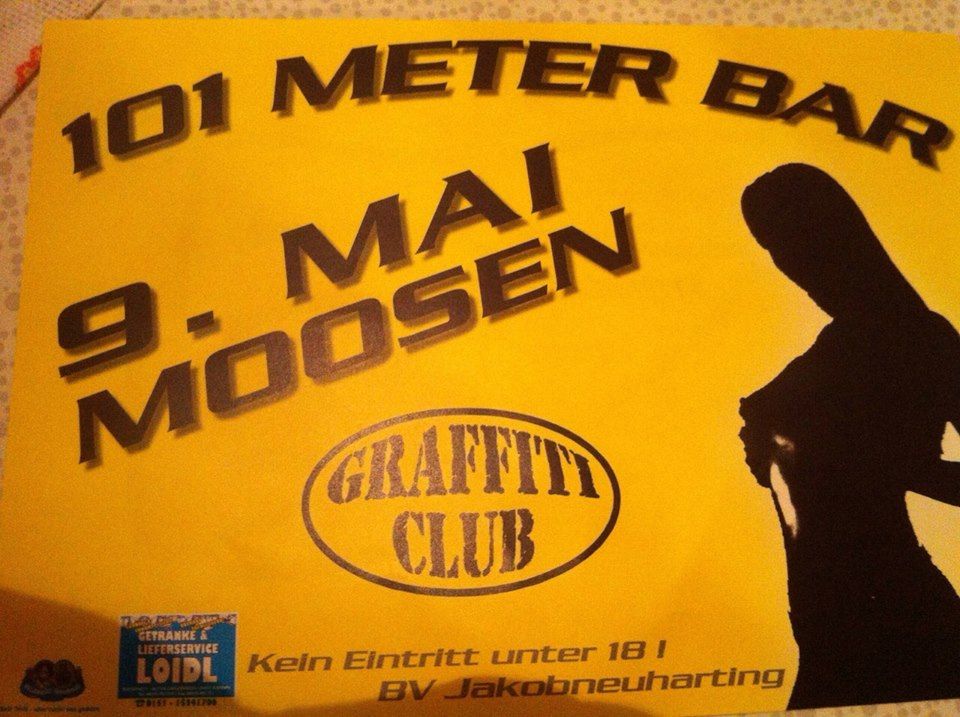 101 METER BAR
9. MAI
MOOSEN
GRAFFITI
CLUB
GETRÄNKE &
LIEFERSERVICE
LOIDL
Kein Eintritt unter 18 !
BV Jakobneuharting